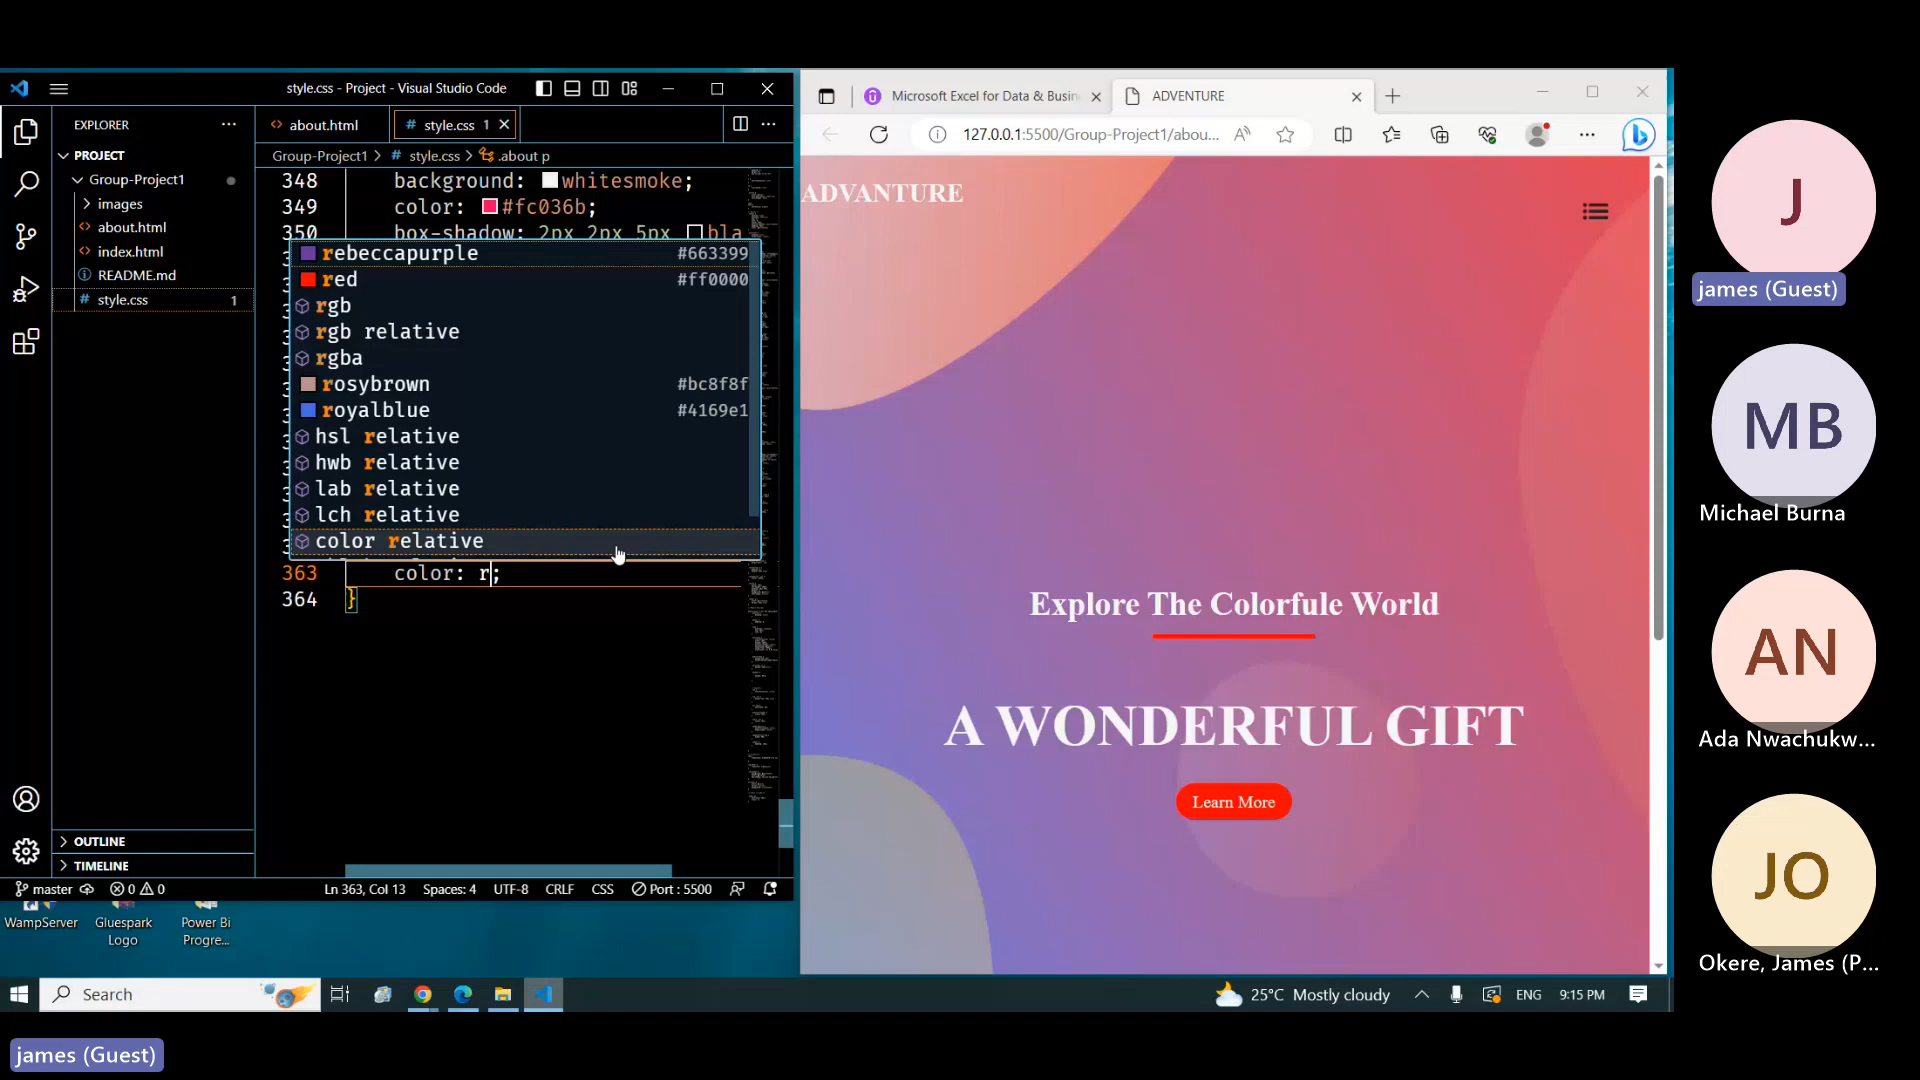 style.css - Project - Visual Studio Code
EXPLORER
PROJECT
Group-Project1
images
about.html
index.html
README.md
style.css 1
OUTLINE
TIMELINE
about.html
# style.css 1
Group-Project1 > # style.css > .about p
348 background: whitesmoke;
349 color: #fc036b;
350 box-shadow: 2px 2px 5px bla
rebeccapurple #663399
red #ff0000
rgb
rgb relative
rgba
rosybrown #bc8f8f
royalblue #4169e1
hsl relative
hwb relative
lab relative
lch relative
color relative
363 color: r;
364 }
master 0 0 Ln 363, Col 13 Spaces: 4 UTF-8 CRLF CSS Port : 5500
WampServer
Gluespark
Logo
Power Bi
Progre...
Microsoft Excel for Data & Busin
ADVENTURE
127.0.0.1:5500/Group-Project1/abou...
ADVANTURE
Explore The Colorfule World
A WONDERFUL GIFT
Learn More
Search
25°C Mostly cloudy
ENG
9:15 PM
J
james (Guest)
MB
Michael Burna
AN
Ada Nwachukw...
JO
Okere, James (P...
james (Guest)